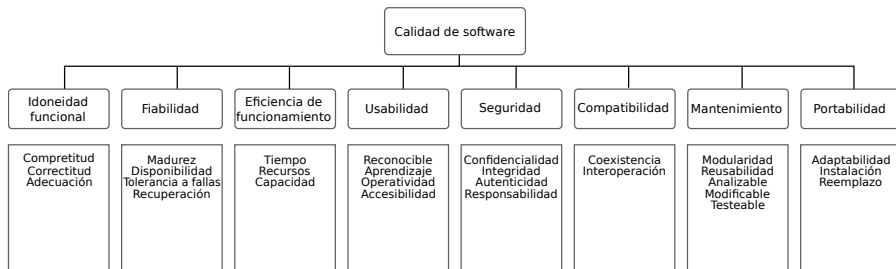 Calidad de software
Idoneidad
funcional
Fiabilidad
Eficiencia de
funcionamiento
Usabilidad
Seguridad
Compatibilidad
Mantenimiento
Portabilidad
Compretitud
Correctitud
Adecuación
Madurez
Disponibilidad
Tolerancia a fallas
Recuperación
Tiempo
Recursos
Capacidad
Reconocible
Aprendizaje
Operatividad
Accesibilidad
Confidencialidad
Integridad
Autenticidad
Responsabilidad
Coexistencia
Interoperación
Modularidad
Reusabilidad
Analizable
Modificable
Testeable
Adaptabilidad
Instalación
Reemplazo